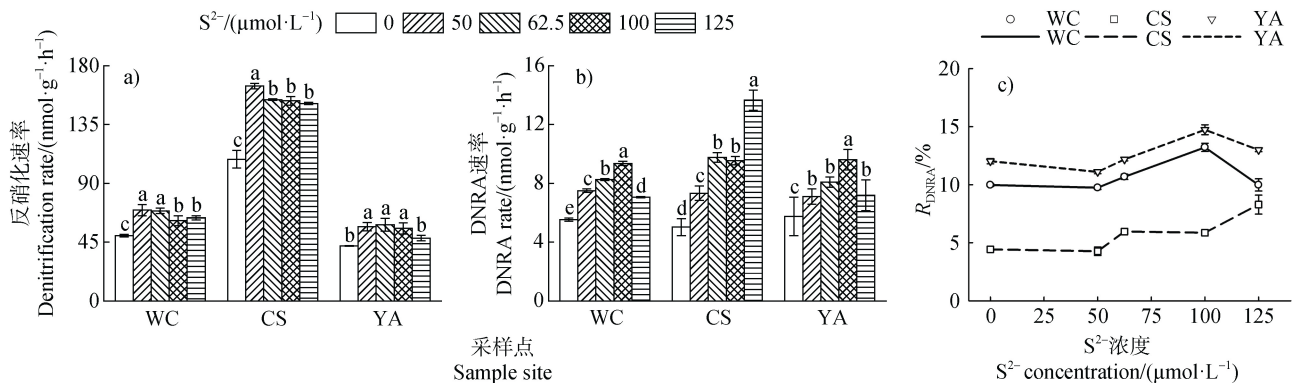 S²⁻/(μmol·L⁻¹) 0 50 62.5 100 125
a)
反硝化速率
Denitrification rate/(nmol·g⁻¹·h⁻¹)
180
135
90
45
0
c a a b b
c a b b b
b a a a b
WC CS YA
b)
DNRA速率
DNRA rate/(nmol·g⁻¹·h⁻¹)
16
12
8
4
0
e c b a d
d c b b a
c b b a b
WC CS YA
采样点
Sample site
WC CS YA
WC CS YA
c)
R_DNRA/%
20
15
10
5
0
0 25 50 75 100 125
S²⁻浓度
S²⁻ concentration/(μmol·L⁻¹)